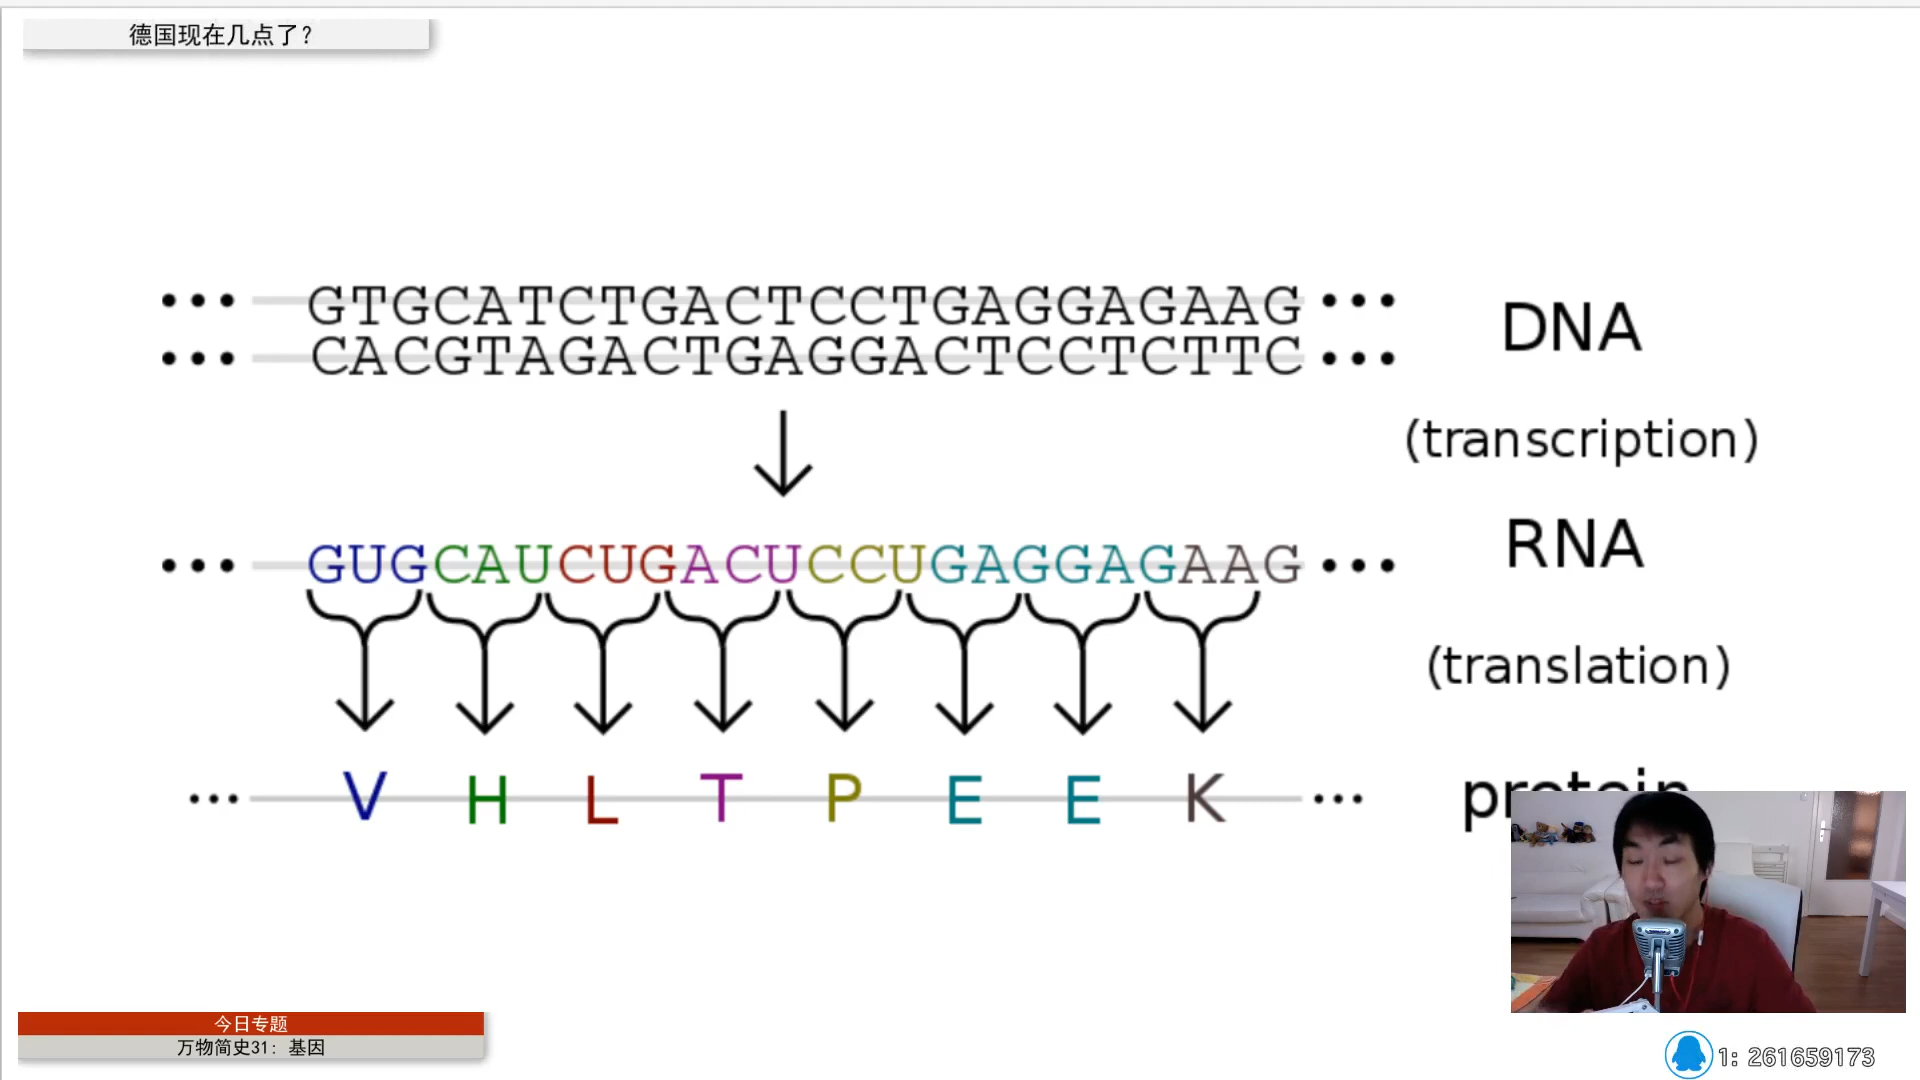 德国现在几点了？
••• GTGCATCTGACTCCTGAGGAGAAG ••• DNA
••• CACGTAGACTGAGGACTCCTCTTC •••
(transcription)
••• GUGCAUCUGACUCCUGAGGAGAAG ••• RNA
(translation)
••• V H L T P E E K ••• protein
今日专题
万物简史31：基因
1: 261659173